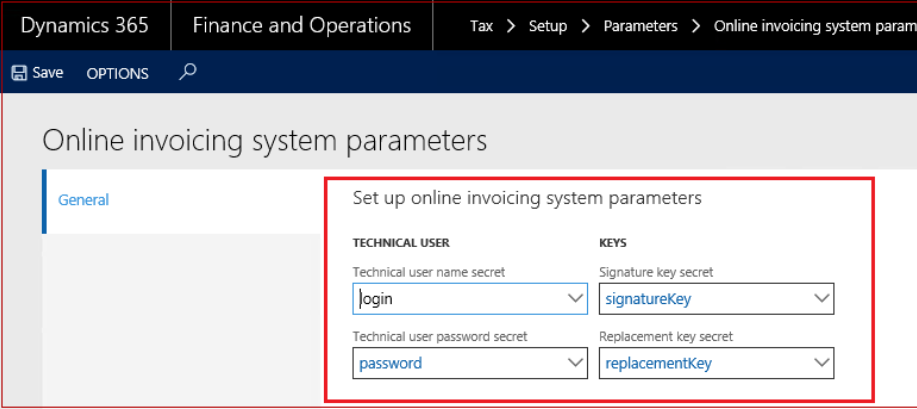 Dynamics 365 Finance and Operations Tax > Setup > Parameters > Online invoicing system param
Save OPTIONS
Online invoicing system parameters
General
Set up online invoicing system parameters
TECHNICAL USER KEYS
Technical user name secret Signature key secret
login signatureKey
Technical user password secret Replacement key secret
password replacementKey